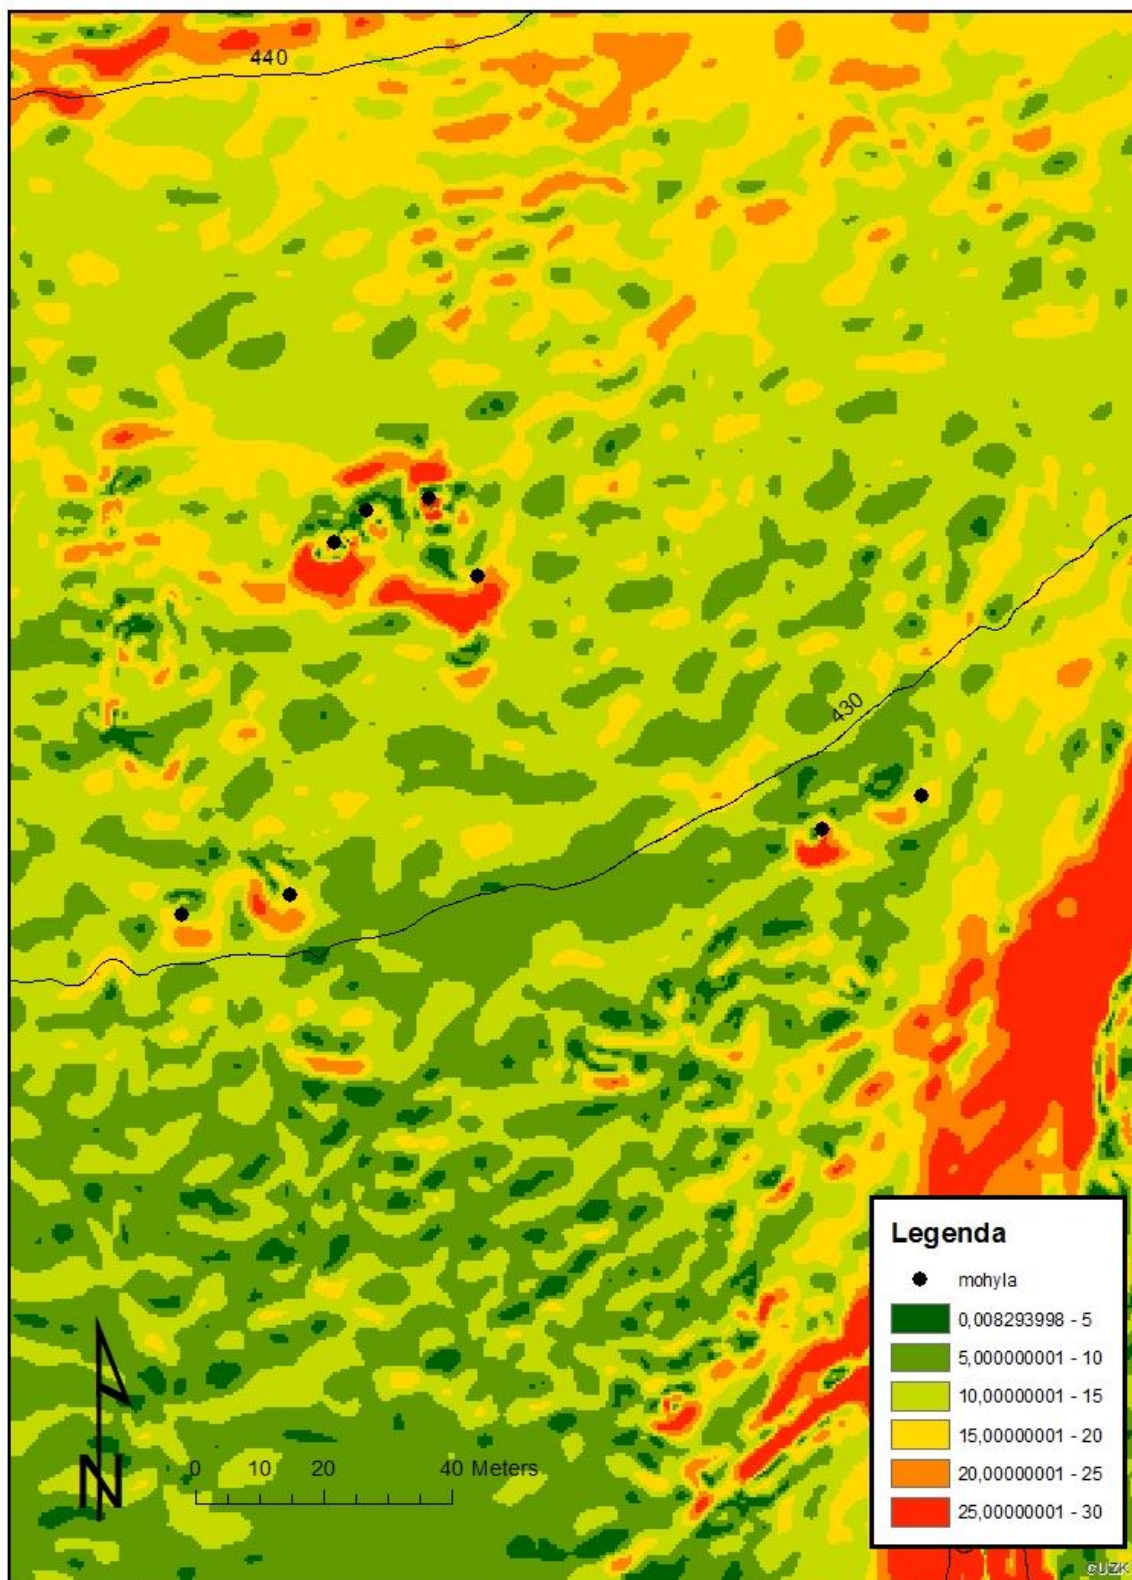 440
430
Legenda
mohyla
0,008293998 - 5
5,000000001 - 10
10,00000001 - 15
15,00000001 - 20
20,00000001 - 25
25,00000001 - 30
N
0 10 20 40 Meters
©UZK